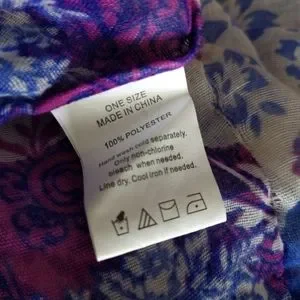 ONE SIZE
MADE IN CHINA
100% POLYESTER
Hand wash cold separately.
Only non-chlorine
bleach when needed.
Line dry. Cool iron if needed.